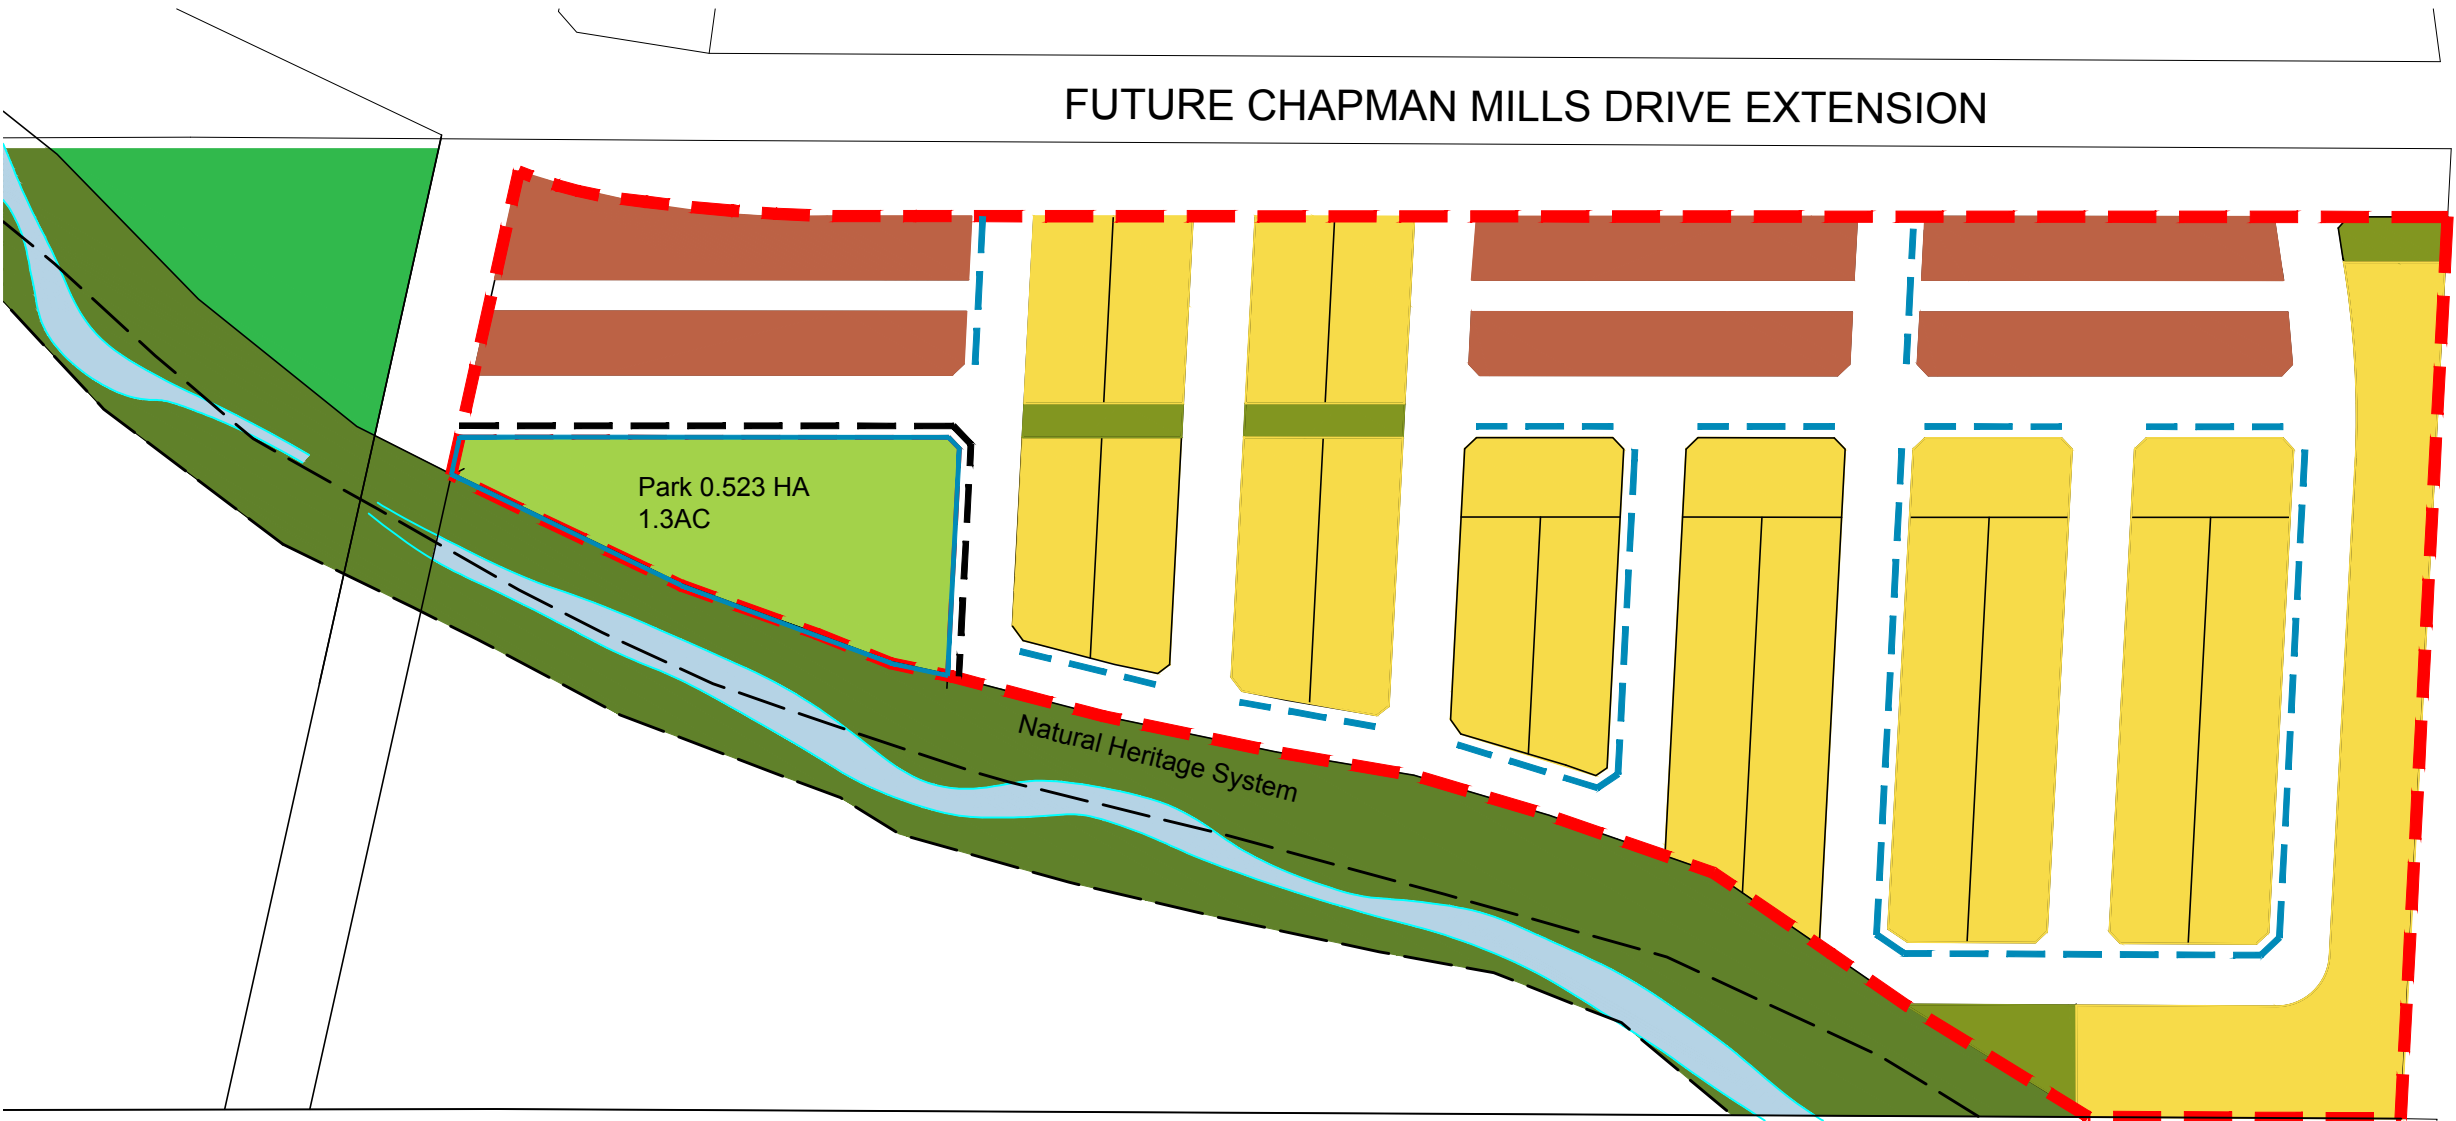 FUTURE CHAPMAN MILLS DRIVE EXTENSION
Park 0.523 HA
1.3AC
Natural Heritage System